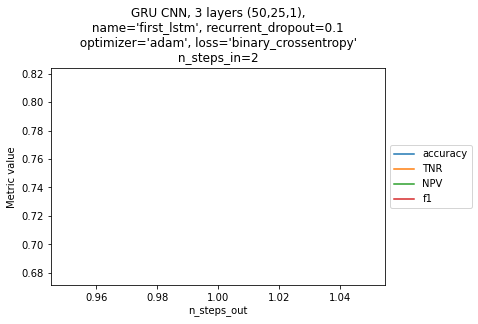 GRU CNN, 3 layers (50,25,1),
name='first_lstm', recurrent_dropout=0.1
optimizer='adam', loss='binary_crossentropy'
n_steps_in=2
0.82
0.80
0.78
0.76
0.74
0.72
0.70
0.68
Metric value
0.96
0.98
1.00
1.02
1.04
n_steps_out
accuracy
TNR
NPV
f1